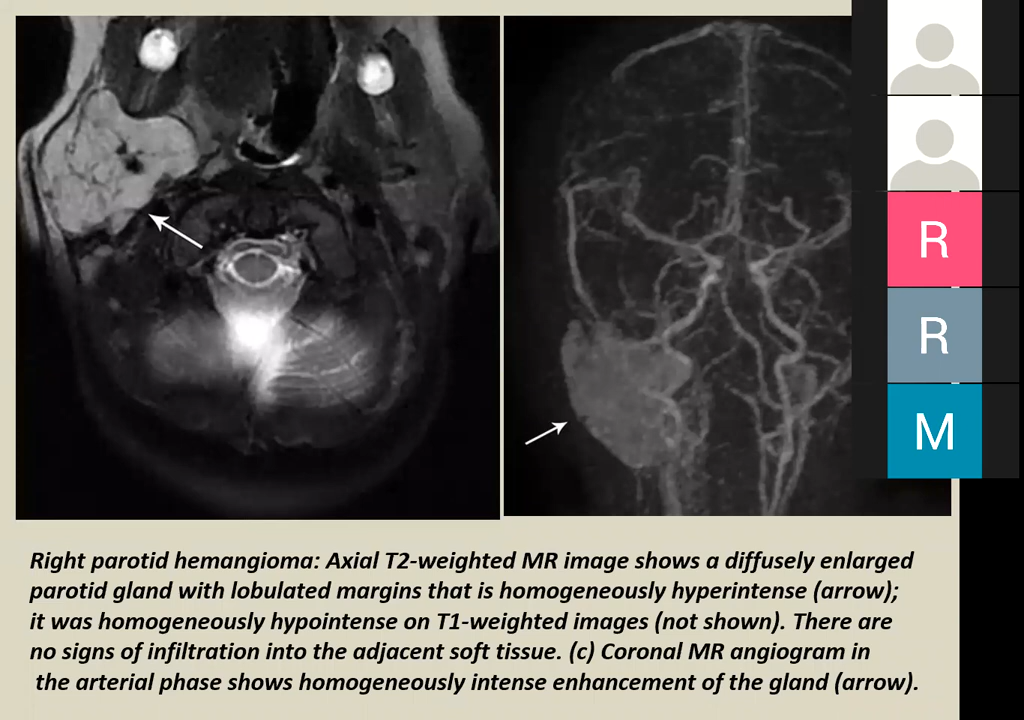 R
R
M
Right parotid hemangioma: Axial T2-weighted MR image shows a diffusely enlarged
parotid gland with lobulated margins that is homogeneously hyperintense (arrow);
it was homogeneously hypointense on T1-weighted images (not shown). There are
no signs of infiltration into the adjacent soft tissue. (c) Coronal MR angiogram in
the arterial phase shows homogeneously intense enhancement of the gland (arrow).